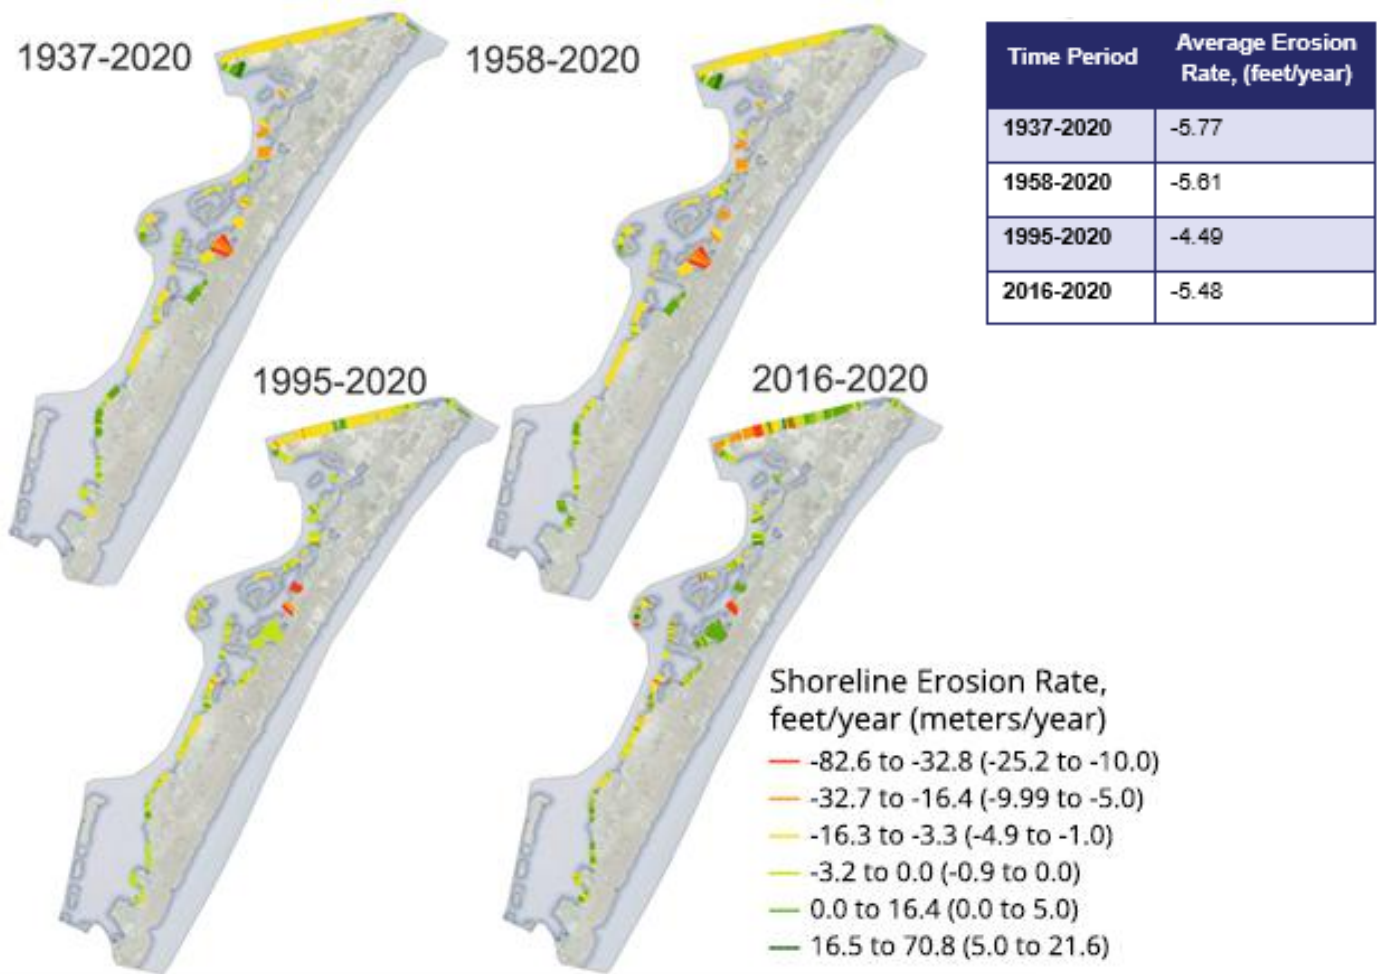 1937-2020
1958-2020
Time Period
Average Erosion
Rate, (feet/year)
1937-2020 -5.77
1958-2020 -5.61
1995-2020 -4.49
2016-2020 -5.48
1995-2020
2016-2020
Shoreline Erosion Rate,
feet/year (meters/year)
-82.6 to -32.8 (-25.2 to -10.0)
-32.7 to -16.4 (-9.99 to -5.0)
-16.3 to -3.3 (-4.9 to -1.0)
-3.2 to 0.0 (-0.9 to 0.0)
0.0 to 16.4 (0.0 to 5.0)
16.5 to 70.8 (5.0 to 21.6)